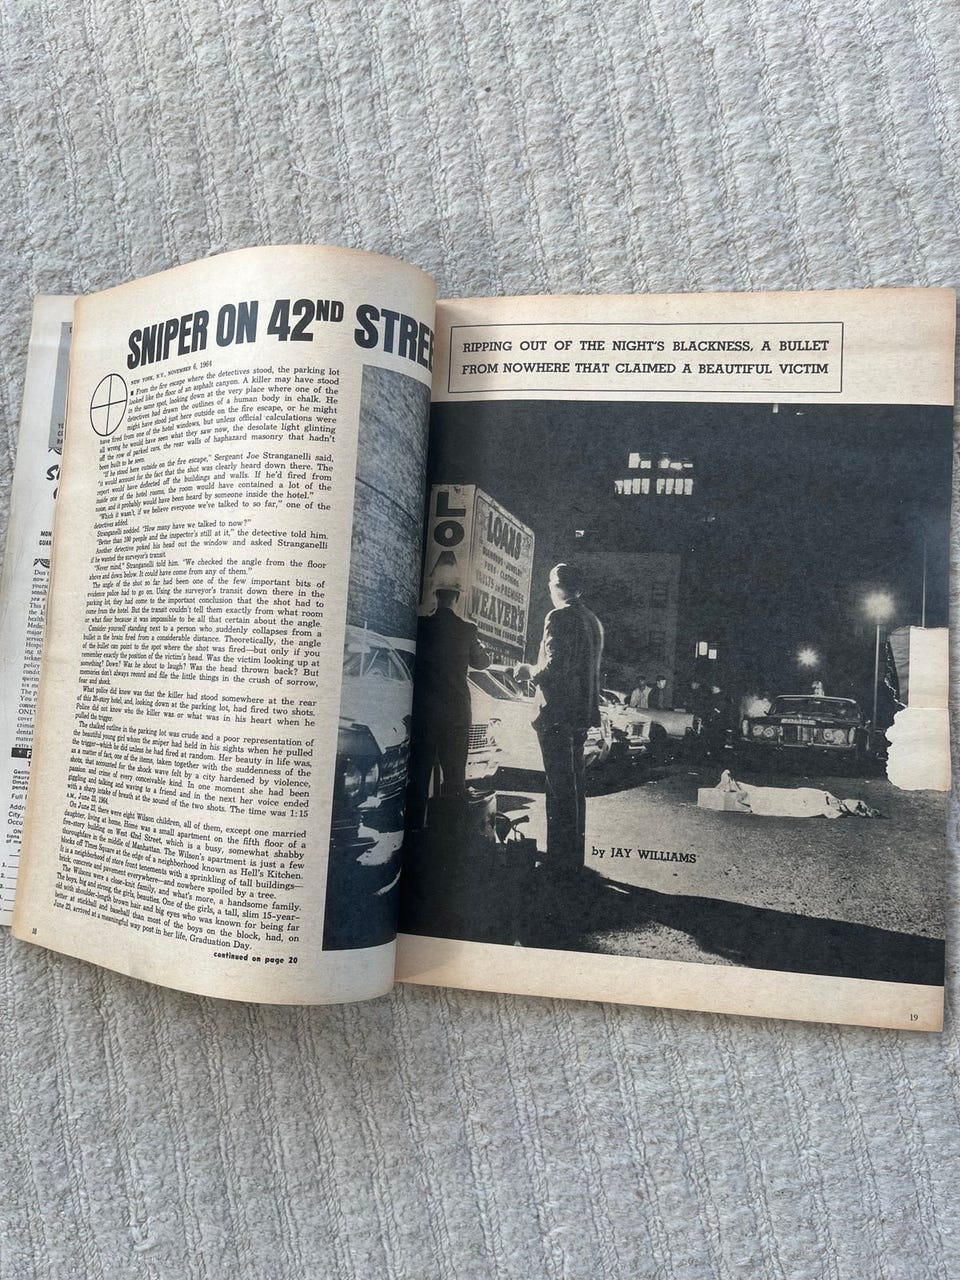 SNIPER ON 42ND STREE
NEW YORK, N.Y., NOVEMBER 6, 1964
■ From the fire escape where the detectives stood, the parking lot
looked like the floor of an asphalt canyon. A killer may have stood
in the same spot, looking down at the very place where one of the
detectives had drawn the outlines of a human body in chalk. He
might have stood just here outside on the fire escape, or he might
have fired from one of the hotel windows, but unless official calculations were
all wrong he would have seen what they saw now, the desolate light glinting
off the row of parked cars, the rear walls of haphazard masonry that hadn't
been built to be seen.
"If he stood here outside on the fire escape," Sergeant Joe Stranganelli said,
"it would account for the fact that the shot was clearly heard down there. The
report would have deflected off the buildings and walls. If he'd fired from
inside one of the hotel rooms, the room would have contained a lot of the
noise, and it probably would have been heard by someone inside the hotel."
"Which it wasn't, if we believe everyone we've talked to so far," one of the
detectives added.
Stranganelli nodded. "How many have we talked to now?"
"Better than 100 people and the inspector's still at it," the detective told him.
Another detective poked his head out the window and asked Stranganelli
if he wanted the surveyor's transit.
"Never mind," Stranganelli told him. "We checked the angle from the floor
above and down below. It could have come from any of them."
The angle of the shot so far had been one of the few important bits of
evidence police had to go on. Using the surveyor's transit down there in the
parking lot, they had come to the important conclusion that the shot had to
come from the hotel. But the transit couldn't tell them exactly from what room
or what floor because it was impossible to be all that certain about the angle.
Consider yourself standing next to a person who suddenly collapses from a
bullet in the brain fired from a considerable distance. Theoretically, the angle
of the bullet can point to the spot where the shot was fired—but only if you
remember exactly the position of the victim's head. Was the victim looking up at
something? Down? Was he about to laugh? Was the head thrown back? But
memories don't always record and file the little things in the crush of sorrow,
fear and shock.
What police did know was that the killer had stood somewhere at the rear
of this 20-story hotel, and, looking down at the parking lot, had fired two shots.
Police did not know who the killer was or what was in his heart when he
pulled the trigger.
The chalked outline in the parking lot was crude and a poor representation of
the beautiful young girl whom the sniper had held in his sights when he pulled
the trigger—which he did unless he had fired at random. Her beauty in life was,
as a matter of fact, one of the items, taken together with the suddenness of the
shots, that accounted for the shock wave felt by a city hardened by violence,
passion and crime of every conceivable kind. In one moment she had been
giggling and talking and waving to a friend and in the next her voice ended
with a sharp intake of breath at the sound of the two shots. The time was 1:15
A.M., June 23, 1964.
On June 23, there were eight Wilson children, all of them, except one married
daughter, living at home. Home was a small apartment on the fifth floor of a
five-story building on West 42nd Street, which is a busy, somewhat shabby
thoroughfare in the middle of Manhattan. The Wilson's apartment is just a few
blocks off Times Square at the edge of a neighborhood known as Hell's Kitchen.
It is a neighborhood of store front tenements with a sprinkling of tall buildings—
brick, concrete and pavement everywhere—and nowhere spoiled by a tree.
The Wilsons were a close-knit family, and what's more, a handsome family.
The boys, big and strong, the girls, beauties. One of the girls, a tall, slim 15-year-
old with shoulder-length brown hair and big eyes who was known for being far
better at stickball and baseball than most of the boys on the block, had, on
June 23, arrived at a meaningful way post in her life, Graduation Day.
continued on page 20
18
RIPPING OUT OF THE NIGHT'S BLACKNESS, A BULLET
FROM NOWHERE THAT CLAIMED A BEAUTIFUL VICTIM
LOA
LOANS
DIAMONDS JEWELRY
FURS CLOTHING
VAULTS ON PREMISES
WEAVER'S
AROUND THE CORNER
by JAY WILLIAMS
19